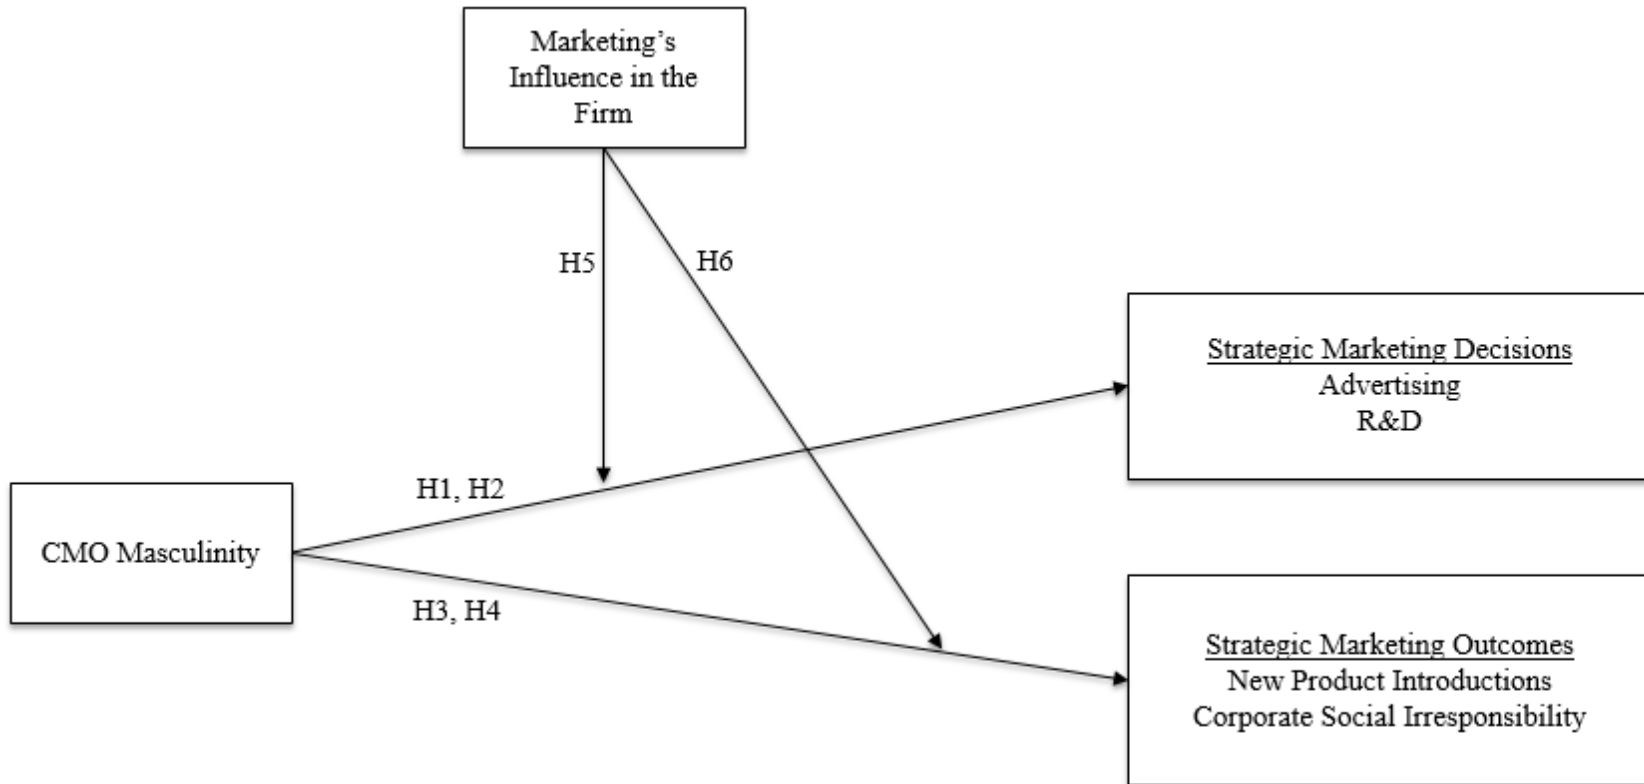 Marketing’s
Influence in the
Firm
H5
H6
Strategic Marketing Decisions
Advertising
R&D
H1, H2
CMO Masculinity
H3, H4
Strategic Marketing Outcomes
New Product Introductions
Corporate Social Irresponsibility